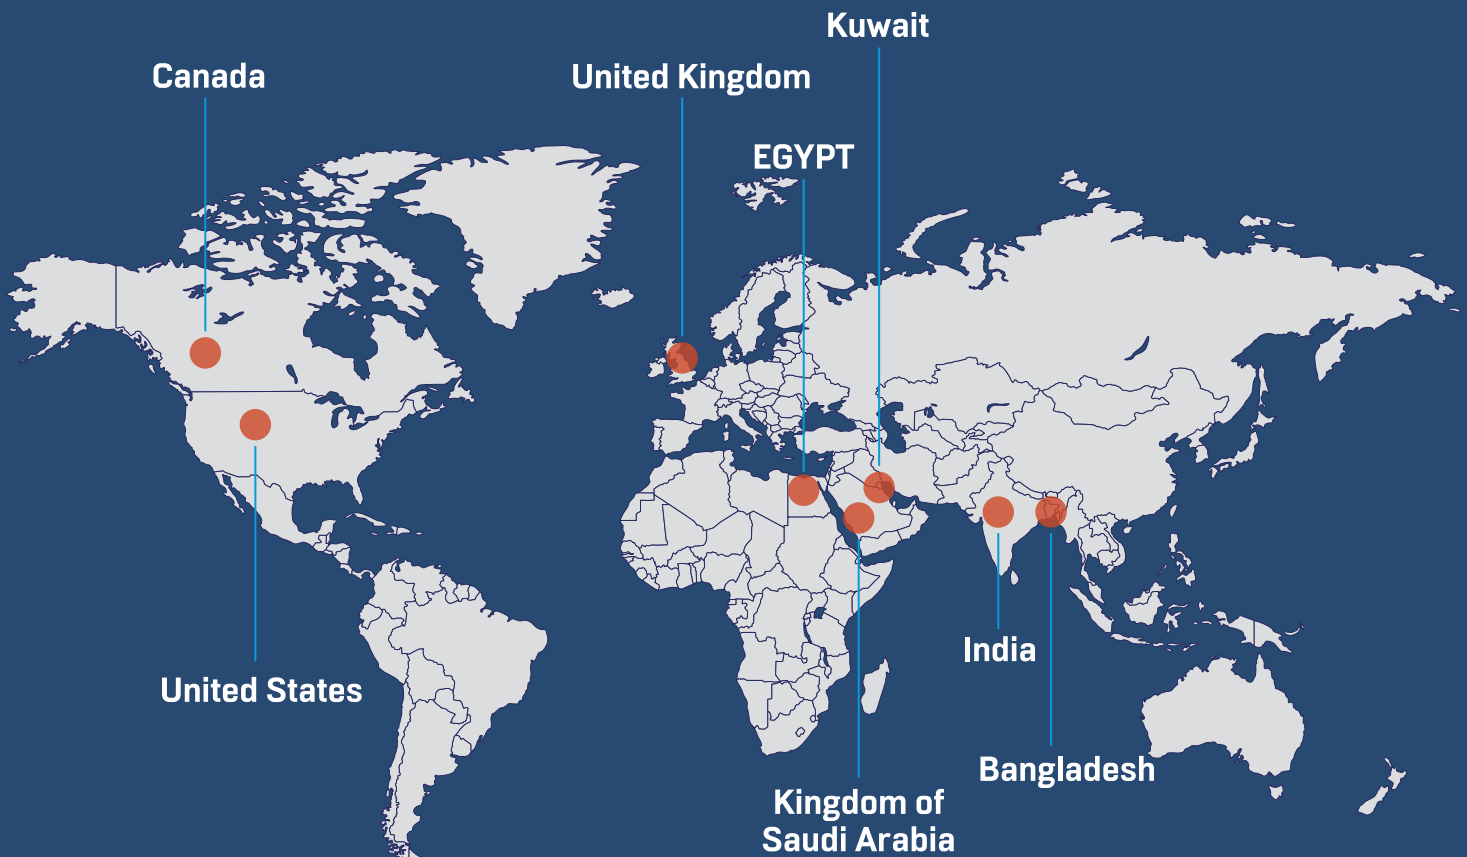 Kuwait
Canada
United Kingdom
EGYPT
India
United States
Bangladesh
Kingdom of
Saudi Arabia